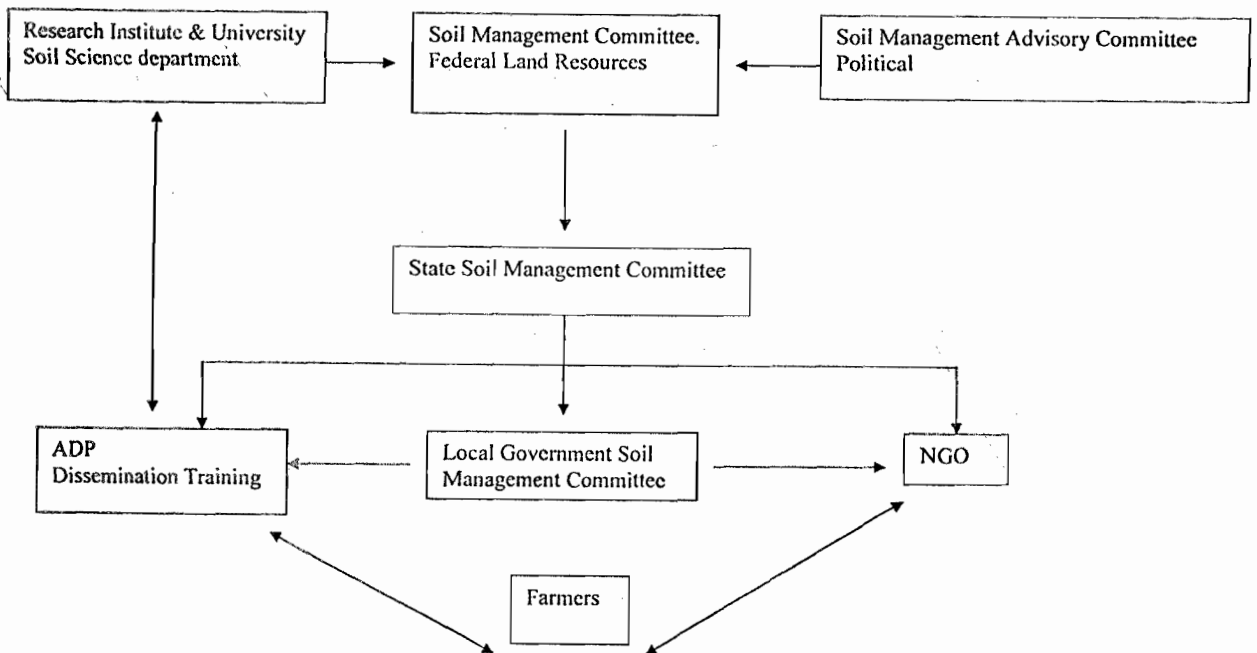 Research Institute & University
Soil Science department
Soil Management Committee.
Federal Land Resources
Soil Management Advisory Committee
Political
State Soil Management Committee
ADP
Dissemination Training
Local Government Soil
Management Committee
NGO
Farmers